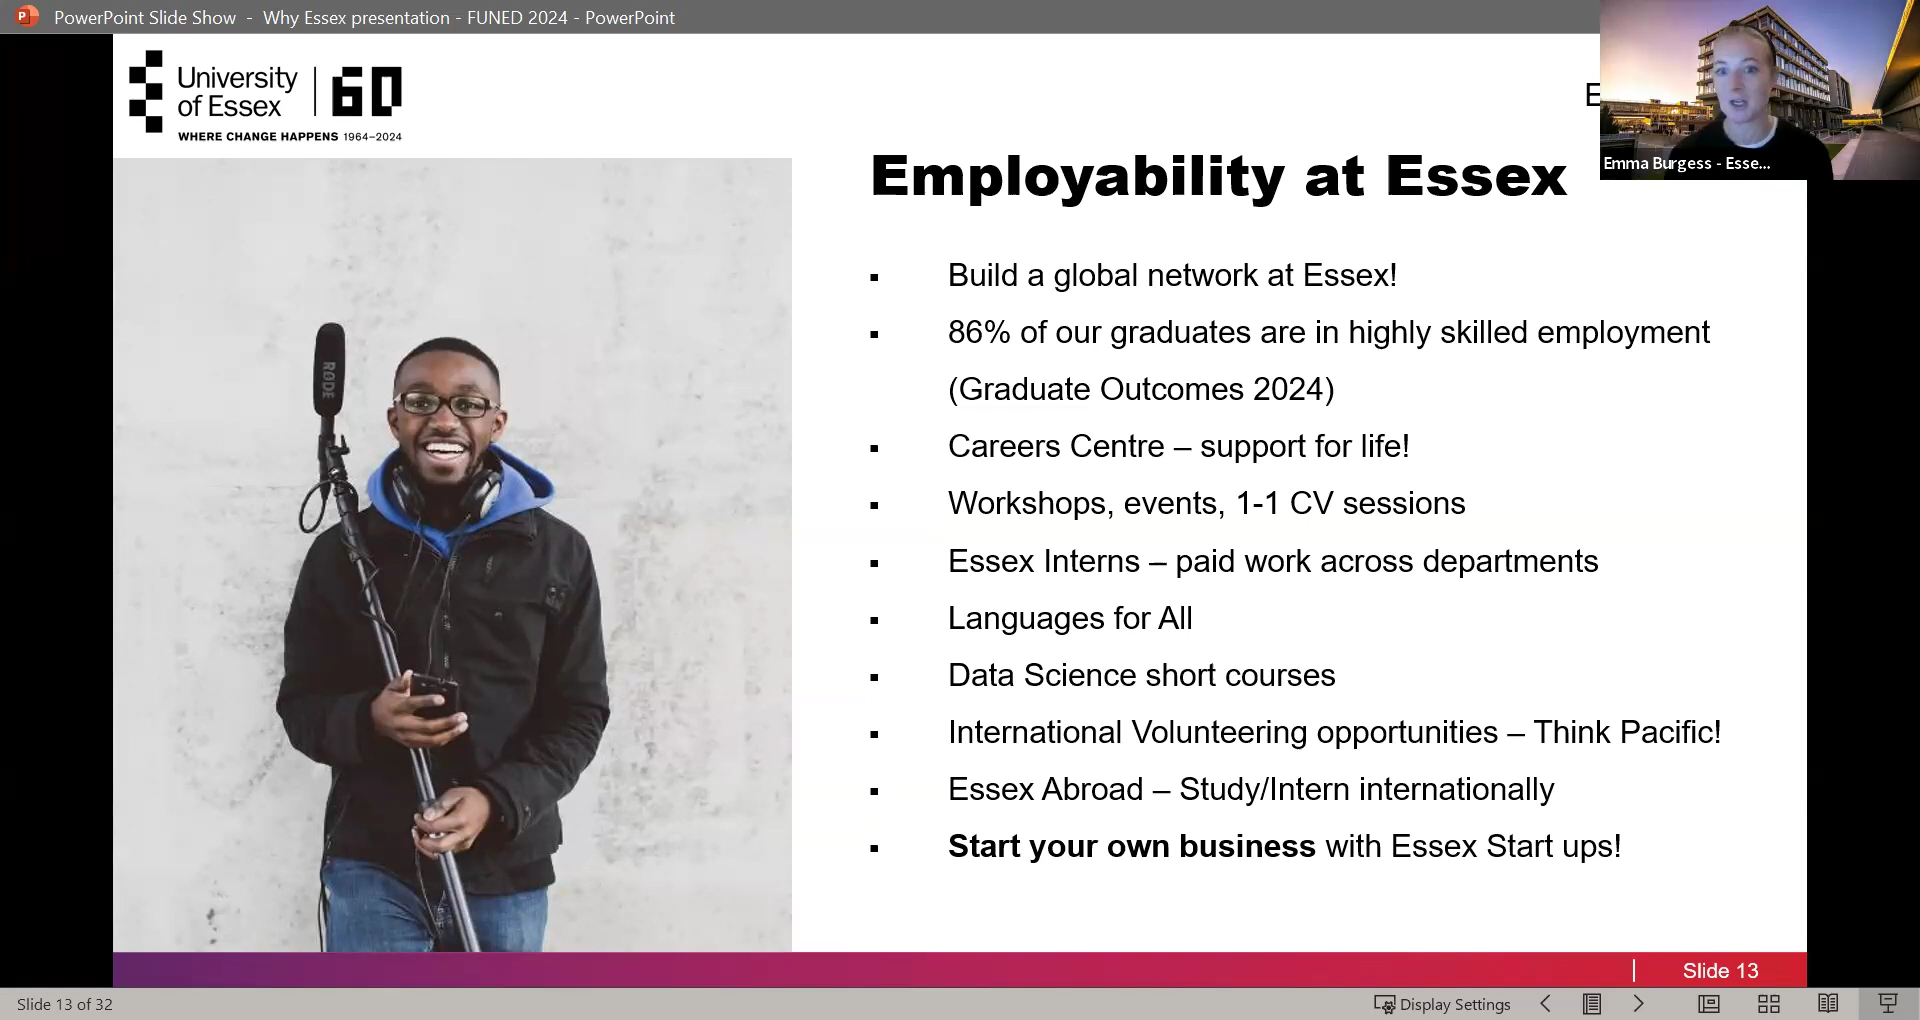 PowerPoint Slide Show - Why Essex presentation - FUNED 2024 - PowerPoint
University
of Essex
60
WHERE CHANGE HAPPENS 1964–2024
E
Emma Burgess - Esse...
Employability at Essex
RØDE
▪ Build a global network at Essex!
▪ 86% of our graduates are in highly skilled employment
(Graduate Outcomes 2024)
▪ Careers Centre – support for life!
▪ Workshops, events, 1-1 CV sessions
▪ Essex Interns – paid work across departments
▪ Languages for All
▪ Data Science short courses
▪ International Volunteering opportunities – Think Pacific!
▪ Essex Abroad – Study/Intern internationally
▪ Start your own business with Essex Start ups!
Slide 13
Slide 13 of 32
Display Settings